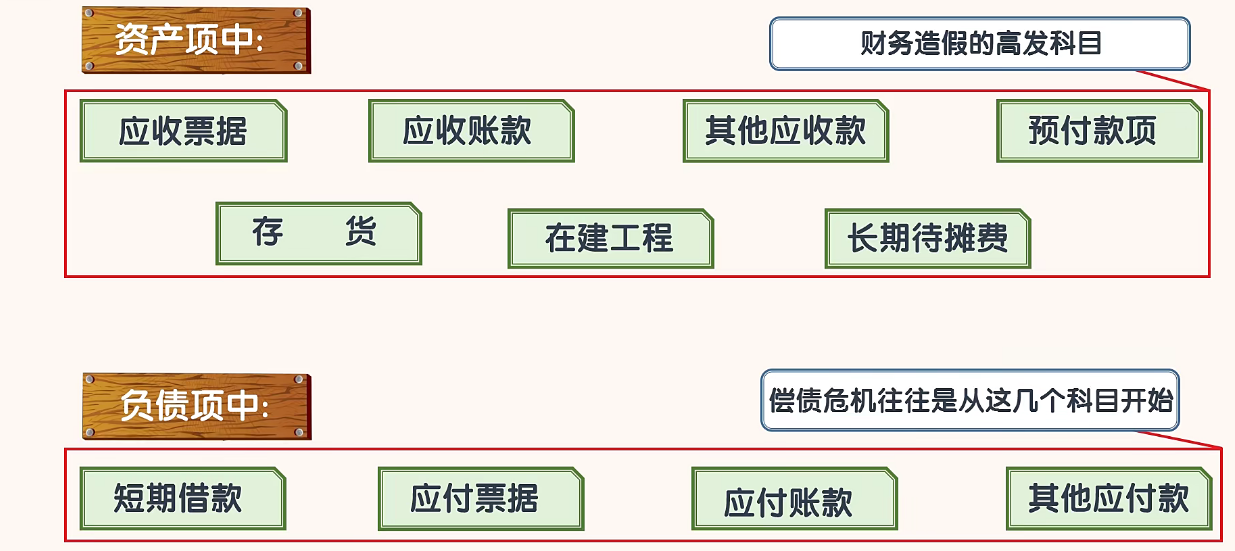 资产项中:
财务造假的高发科目
应收票据
应收账款
其他应收款
预付款项
存 货
在建工程
长期待摊费
负债项中:
偿债危机往往是从这几个科目开始
短期借款
应付票据
应付账款
其他应付款